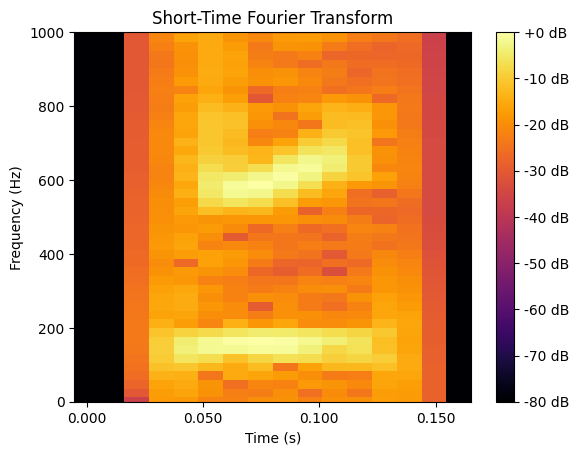 Short-Time Fourier Transform
1000
800
600
400
200
0
Frequency (Hz)
0.000
0.050
0.100
0.150
Time (s)
+0 dB
-10 dB
-20 dB
-30 dB
-40 dB
-50 dB
-60 dB
-70 dB
-80 dB